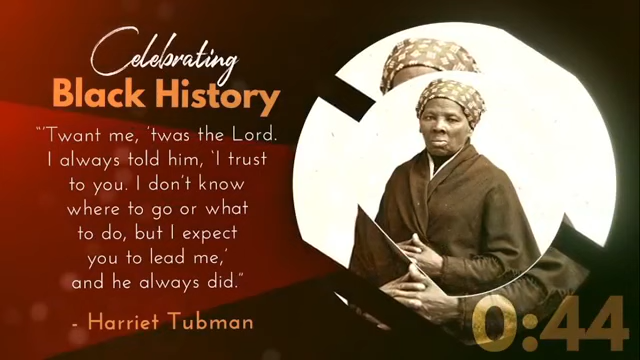 Celebrating
Black History
"'Twant me, 'twas the Lord.
I always told him, 'I trust
to you. I don't know
where to go or what
to do, but I expect
you to lead me,'
and he always did."
- Harriet Tubman
0:44